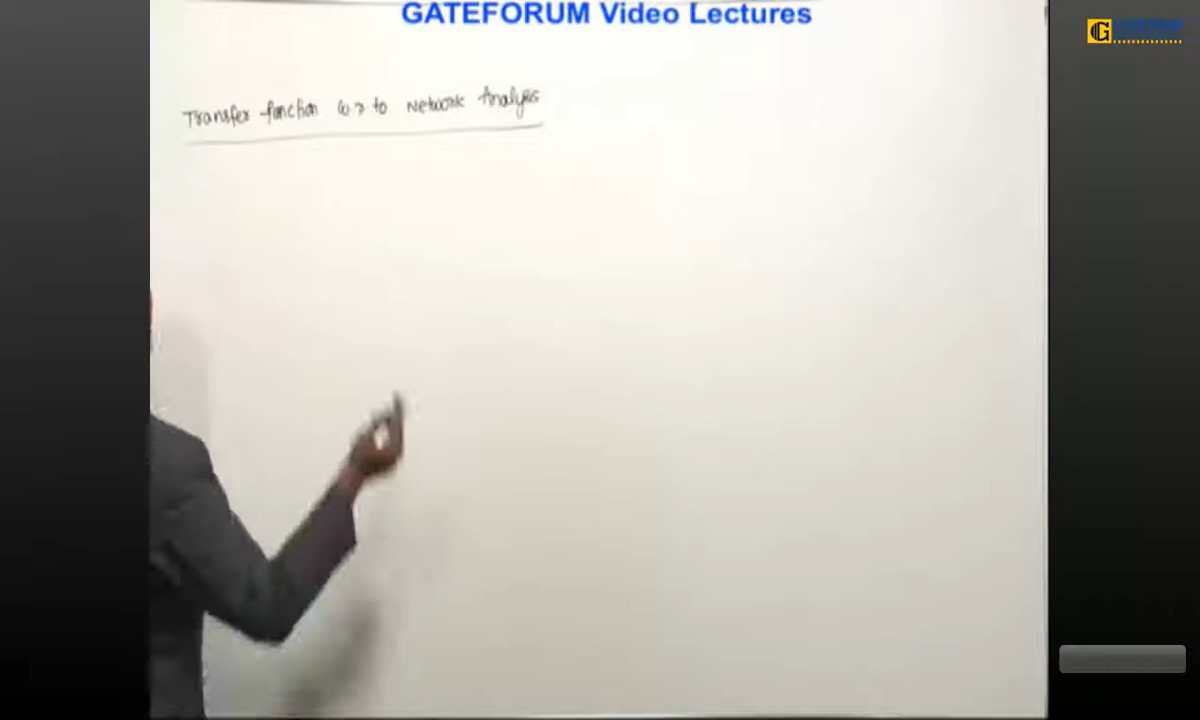 GATEFORUM Video Lectures
Transfer function to Network Analysis